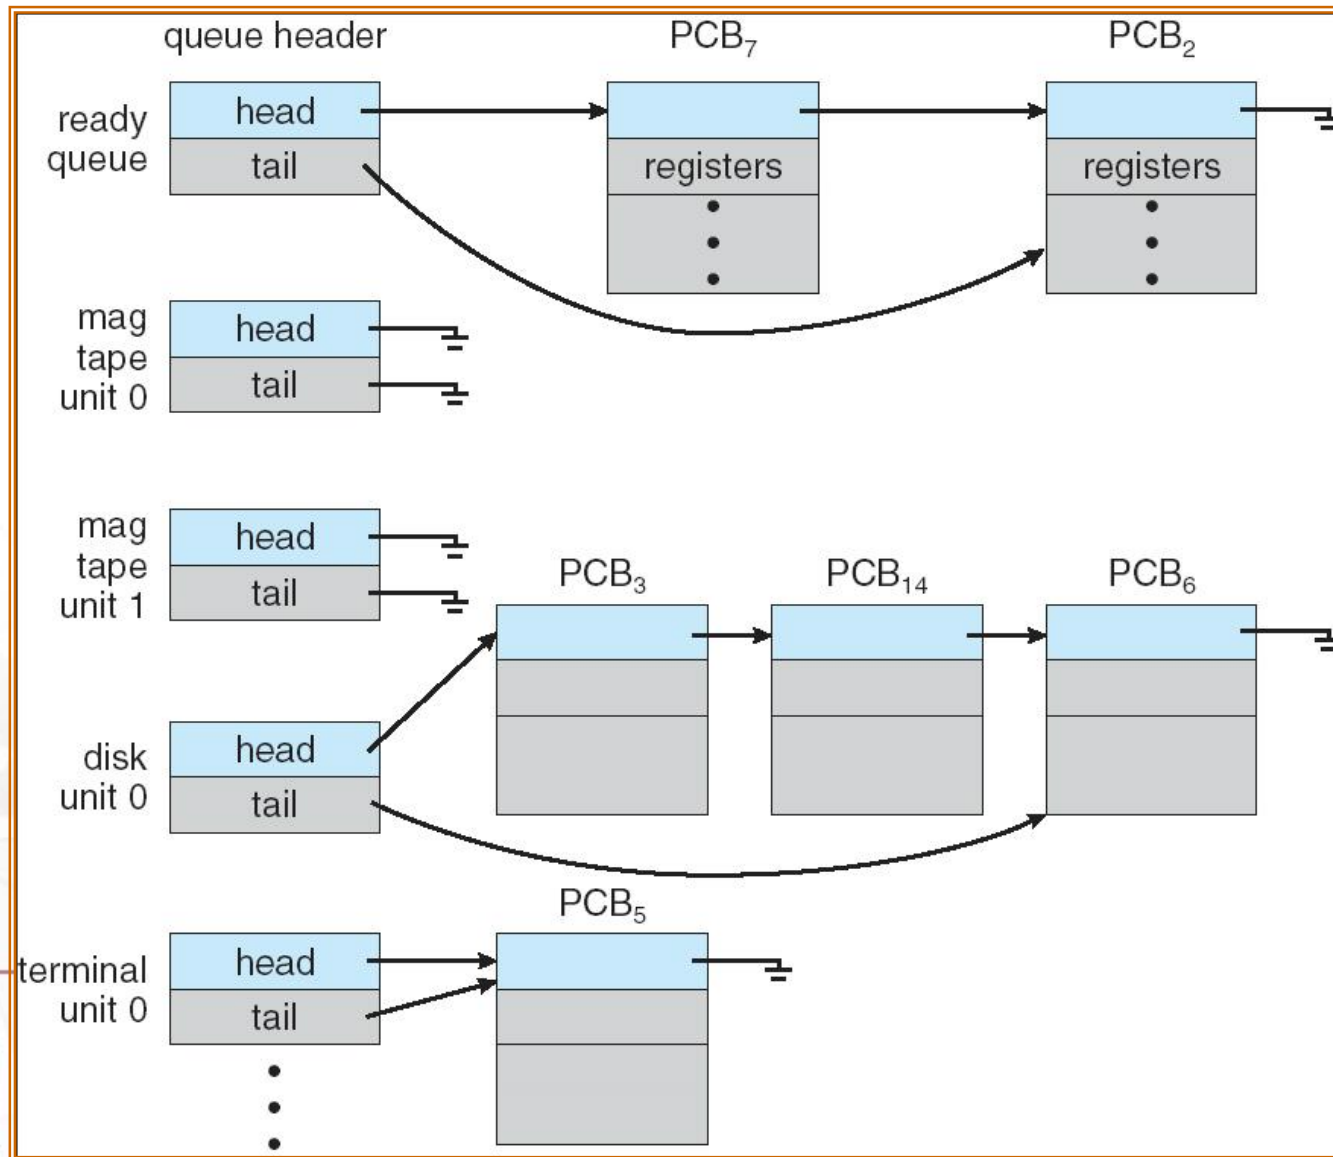 queue header
PCB₇
PCB₂
ready
queue
head
tail
registers
registers
mag
tape
unit 0
head
tail
mag
tape
unit 1
head
tail
PCB₃
PCB₁₄
PCB₆
disk
unit 0
head
tail
PCB₅
terminal
unit 0
head
tail